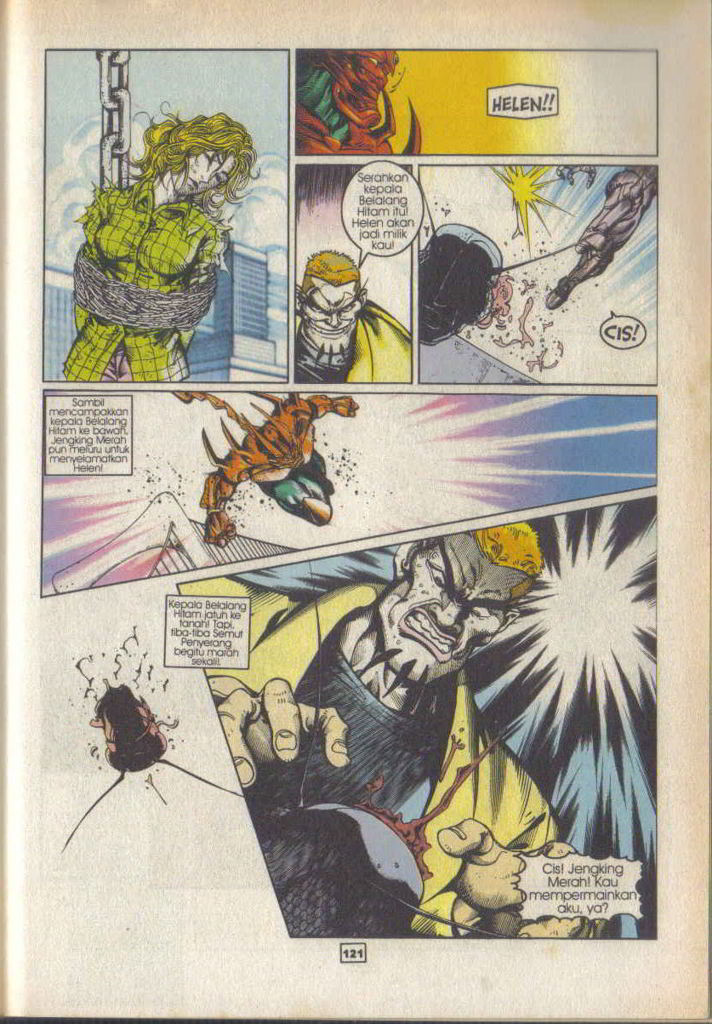 HELEN!!
Serahkan
kepala
Belalang
Hitam itu!
Helen akan
jadi milik
kau!
CIS!
Sambil
mencampakkan
kepala Belalang
Hitam ke bawah,
Jengking Merah
pun meluru untuk
menyelamatkan
Helen!
Kepala Belalang
Hitam jatuh ke
tanah! Tapi,
tiba-tiba Semut
Penyerang
begitu marah
sekali!
Cis! Jengking
Merah! Kau
mempermainkan
aku, ya?
121